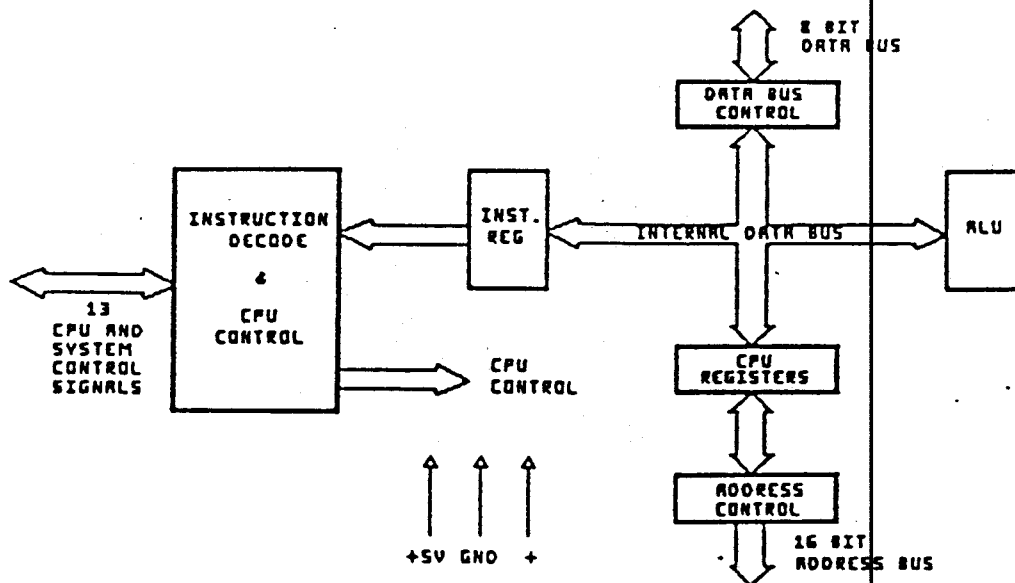 8 BIT
DATA BUS
DATA BUS
CONTROL
INSTRUCTION
DECODE
&
CPU
CONTROL
INST.
REG
INTERNAL DATA BUS
ALU
13
CPU AND
SYSTEM
CONTROL
SIGNALS
CPU
CONTROL
CPU
REGISTERS
ADDRESS
CONTROL
+5V GND +
16 BIT
ADDRESS BUS